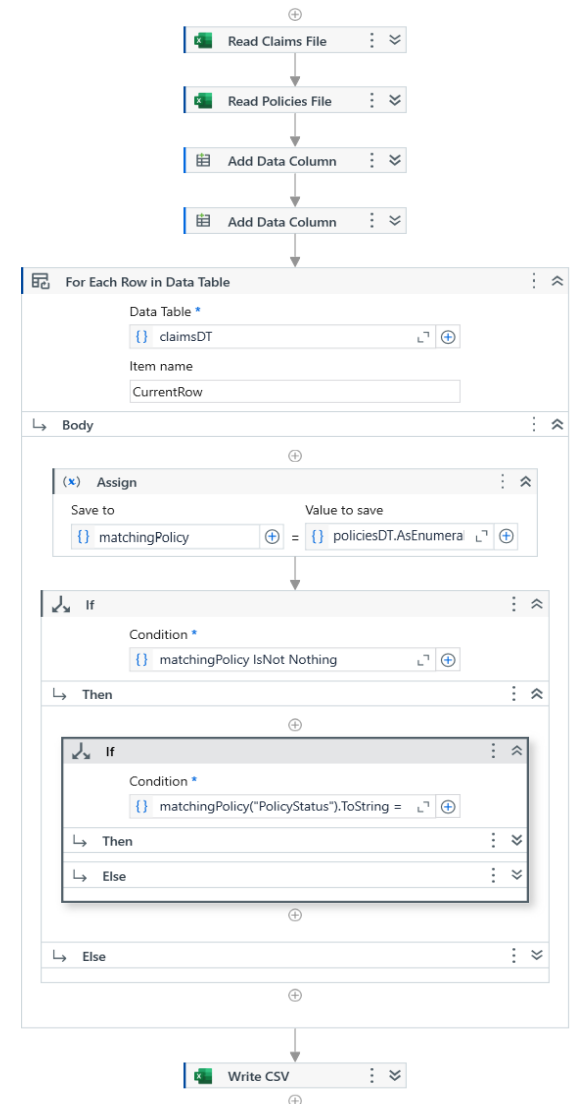 Read Claims File
Read Policies File
Add Data Column
Add Data Column
For Each Row in Data Table
Data Table *
{} claimsDT
Item name
CurrentRow
Body
(x) Assign
Save to Value to save
{} matchingPolicy = {} policiesDT.AsEnumera
If
Condition *
{} matchingPolicy IsNot Nothing
Then
If
Condition *
{} matchingPolicy("PolicyStatus").ToString =
Then
Else
Else
Write CSV